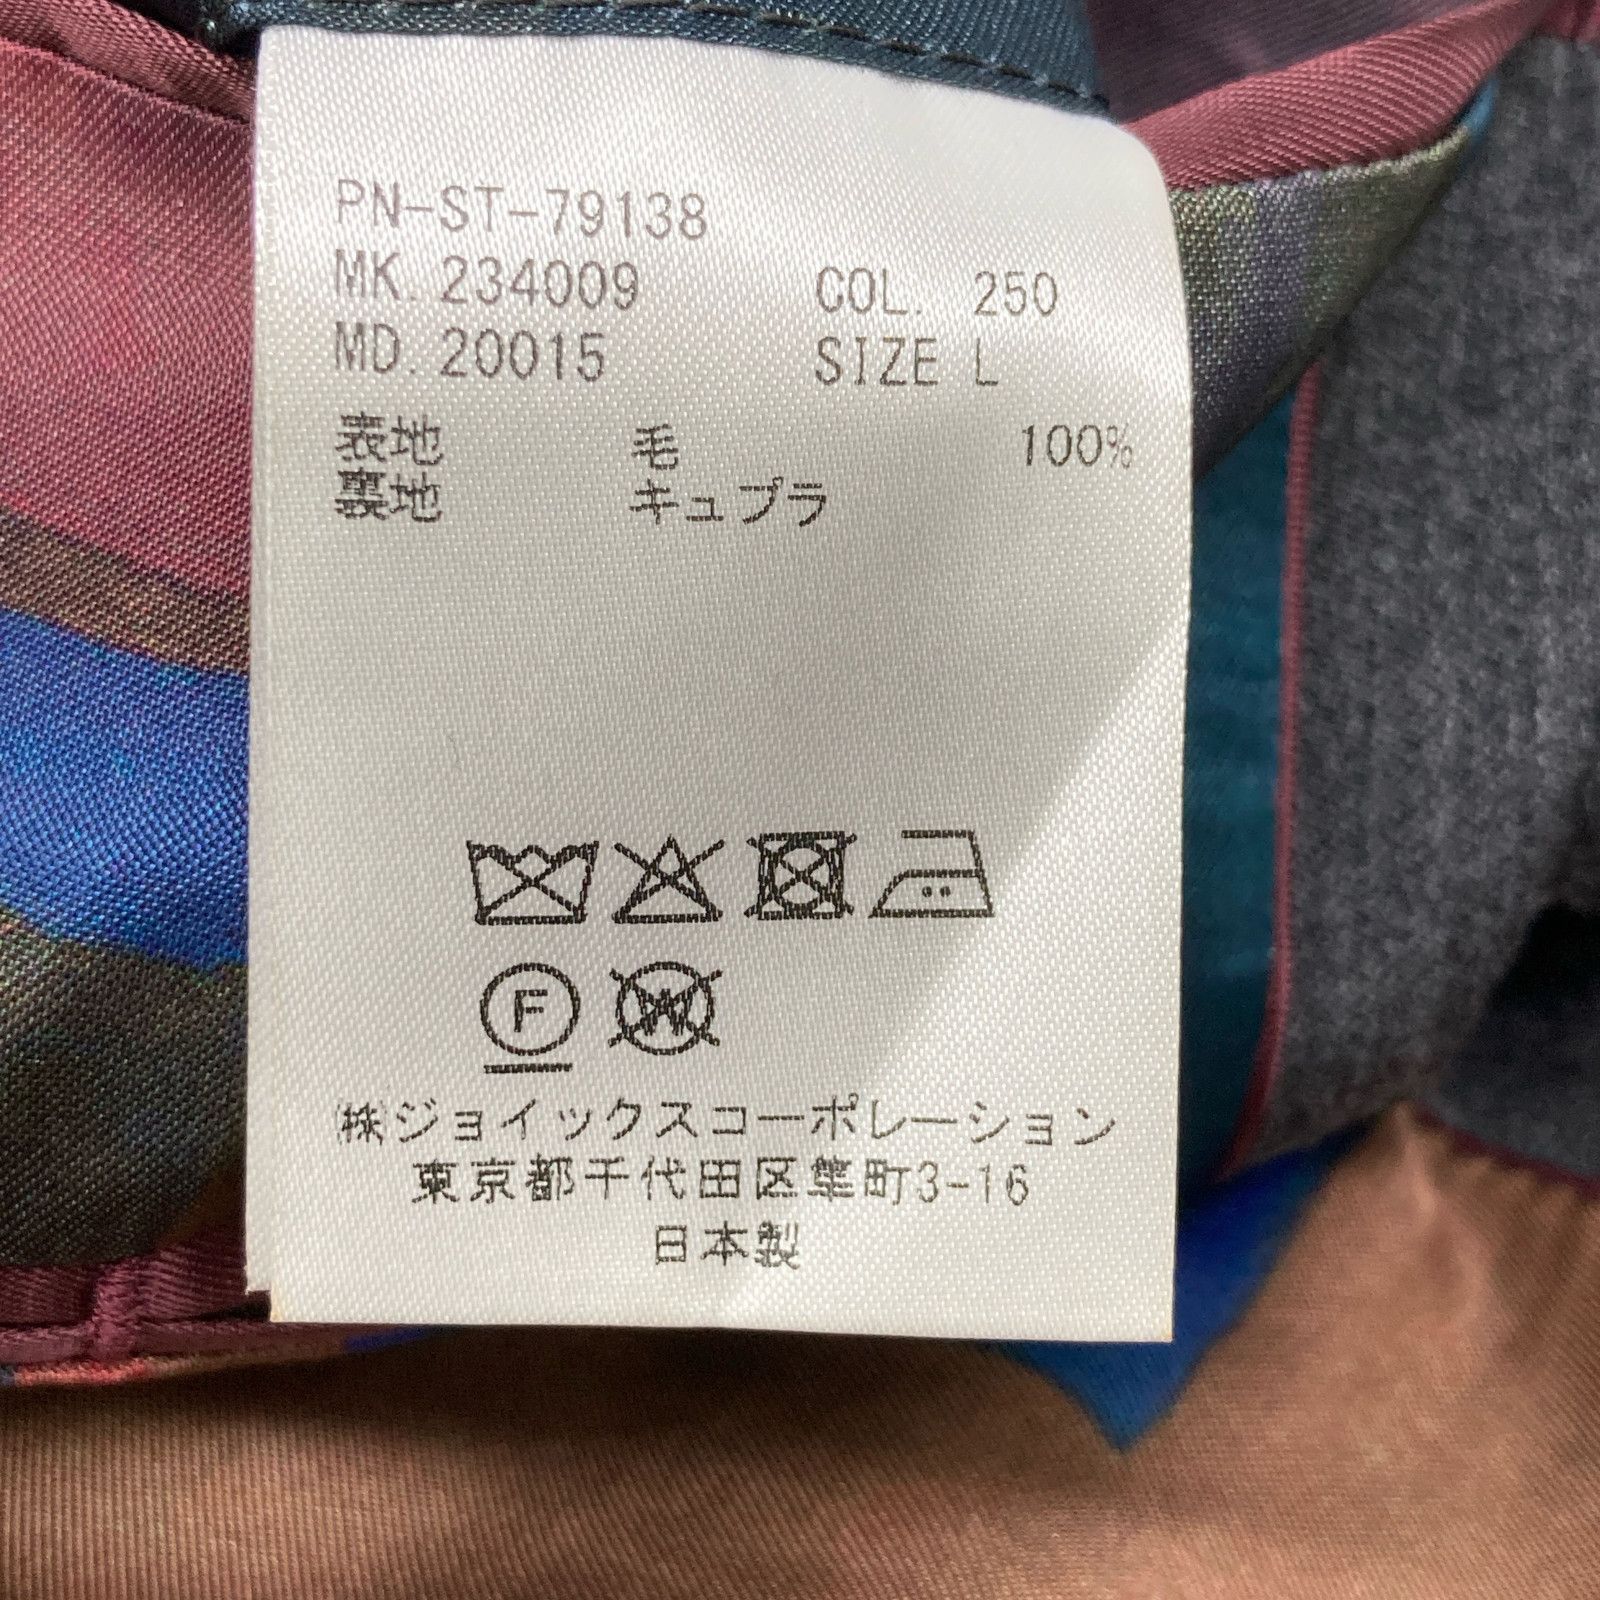 PN-ST-79138
MK. 234009 COL. 250
MD. 20015 SIZE L
表地 毛 100%
裏地 キュプラ
F
W
㈱ジョイックスコーポレーション
東京都千代田区隼町3-16
日本製